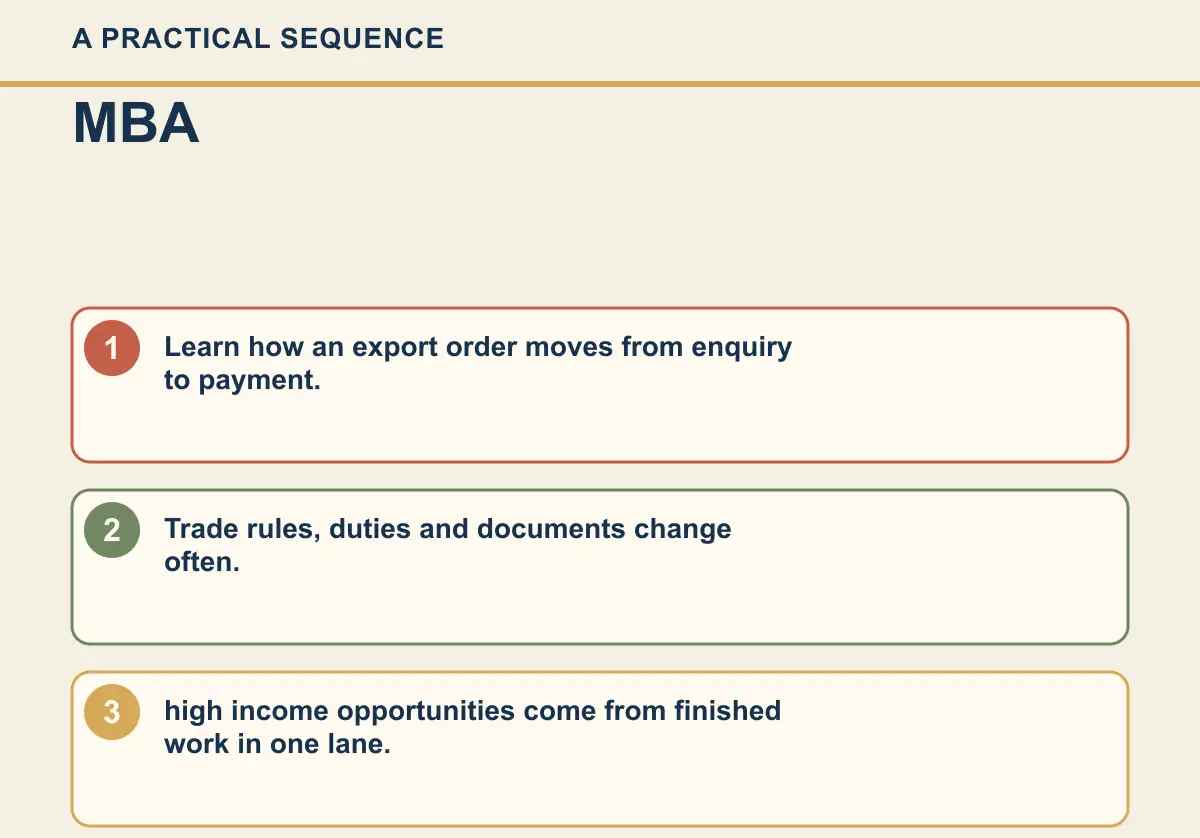 A PRACTICAL SEQUENCE
MBA
1
Learn how an export order moves from enquiry
to payment.
2
Trade rules, duties and documents change
often.
3
high income opportunities come from finished
work in one lane.